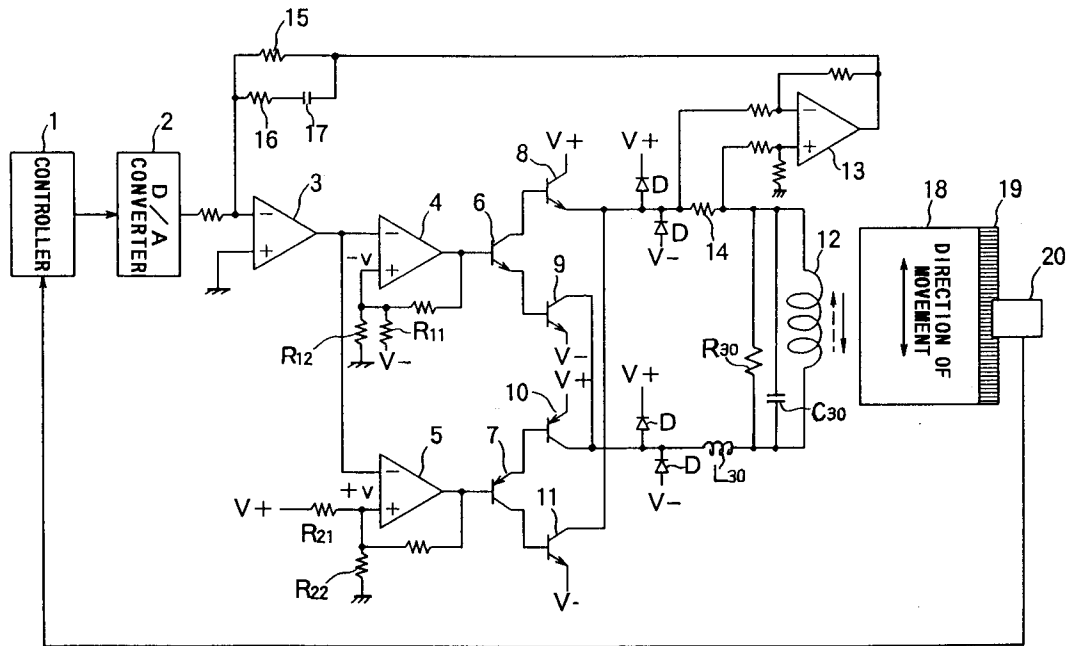 15
16
17
1
CONTROLLER
2
D/A
CONVERTER
3
−
+
4
−
+
−v
R12
R11
V−
6
8
V+
9
V−
V+
10
5
−
+
+v
V+
R21
R22
7
11
V−
V+
D
D
V−
14
−
+
13
V+
D
D
V−
L30
R30
C30
12
18
DIRECTION OF
MOVEMENT
19
20